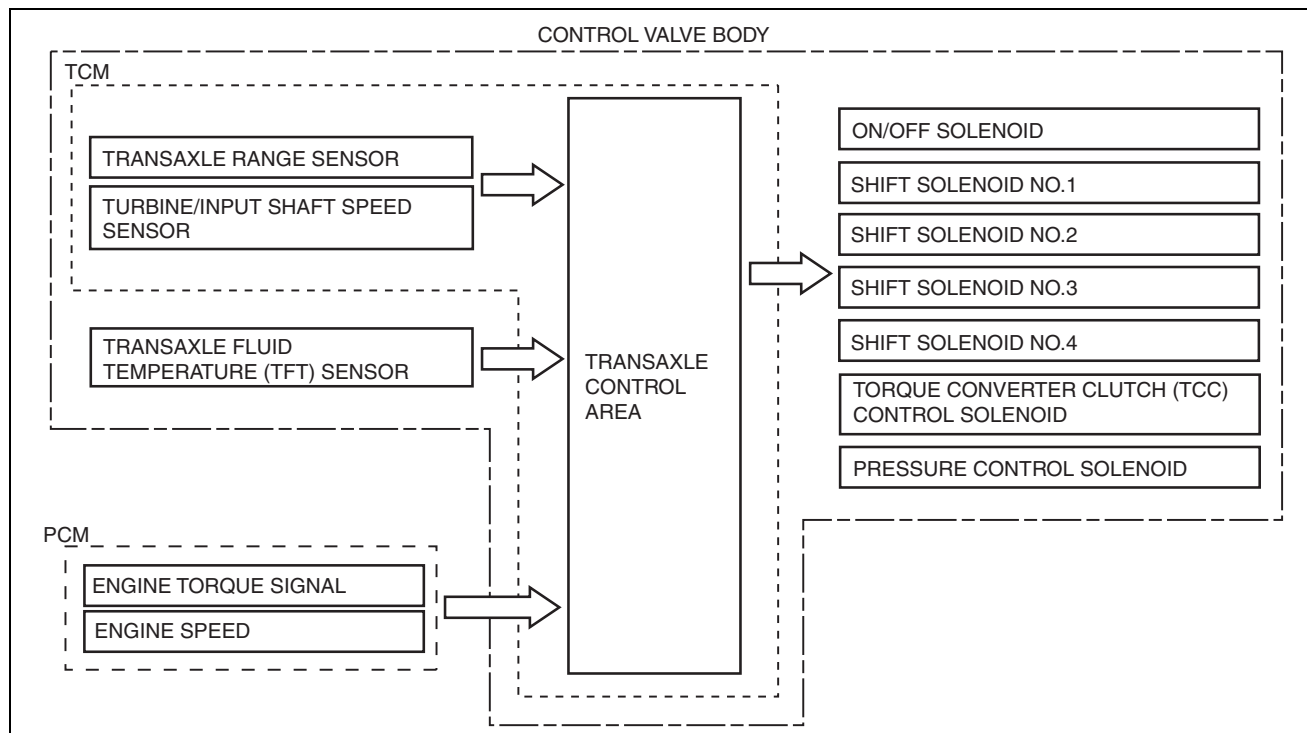 CONTROL VALVE BODY
TCM
TRANSAXLE RANGE SENSOR
TURBINE/INPUT SHAFT SPEED
SENSOR
TRANSAXLE FLUID
TEMPERATURE (TFT) SENSOR
PCM
ENGINE TORQUE SIGNAL
ENGINE SPEED
TRANSAXLE
CONTROL
AREA
ON/OFF SOLENOID
SHIFT SOLENOID NO.1
SHIFT SOLENOID NO.2
SHIFT SOLENOID NO.3
SHIFT SOLENOID NO.4
TORQUE CONVERTER CLUTCH (TCC)
CONTROL SOLENOID
PRESSURE CONTROL SOLENOID